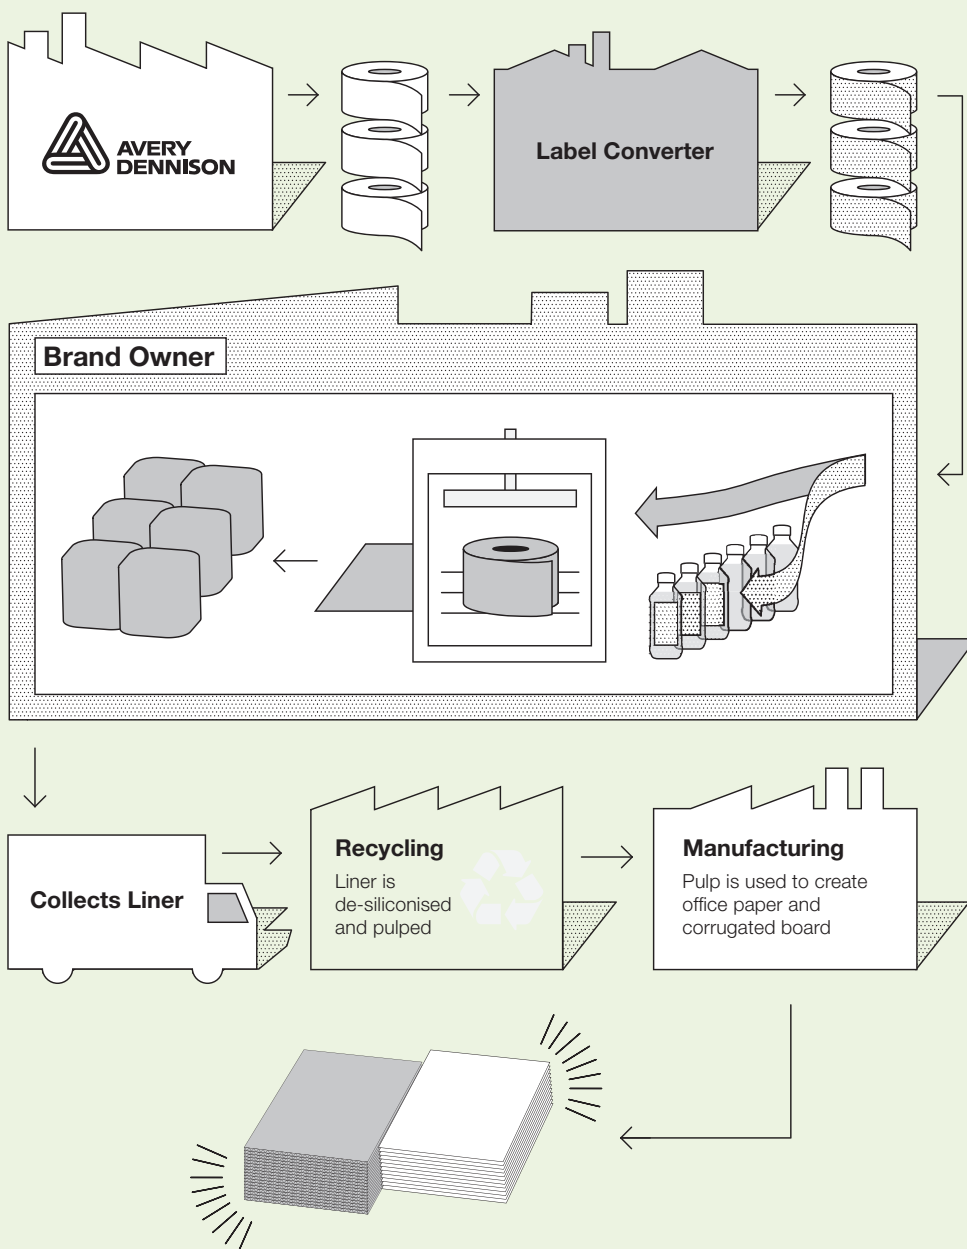 AVERY
DENNISON
Label Converter
Brand Owner
Collects Liner
Recycling
Liner is
de-siliconised
and pulped
Manufacturing
Pulp is used to create
office paper and
corrugated board